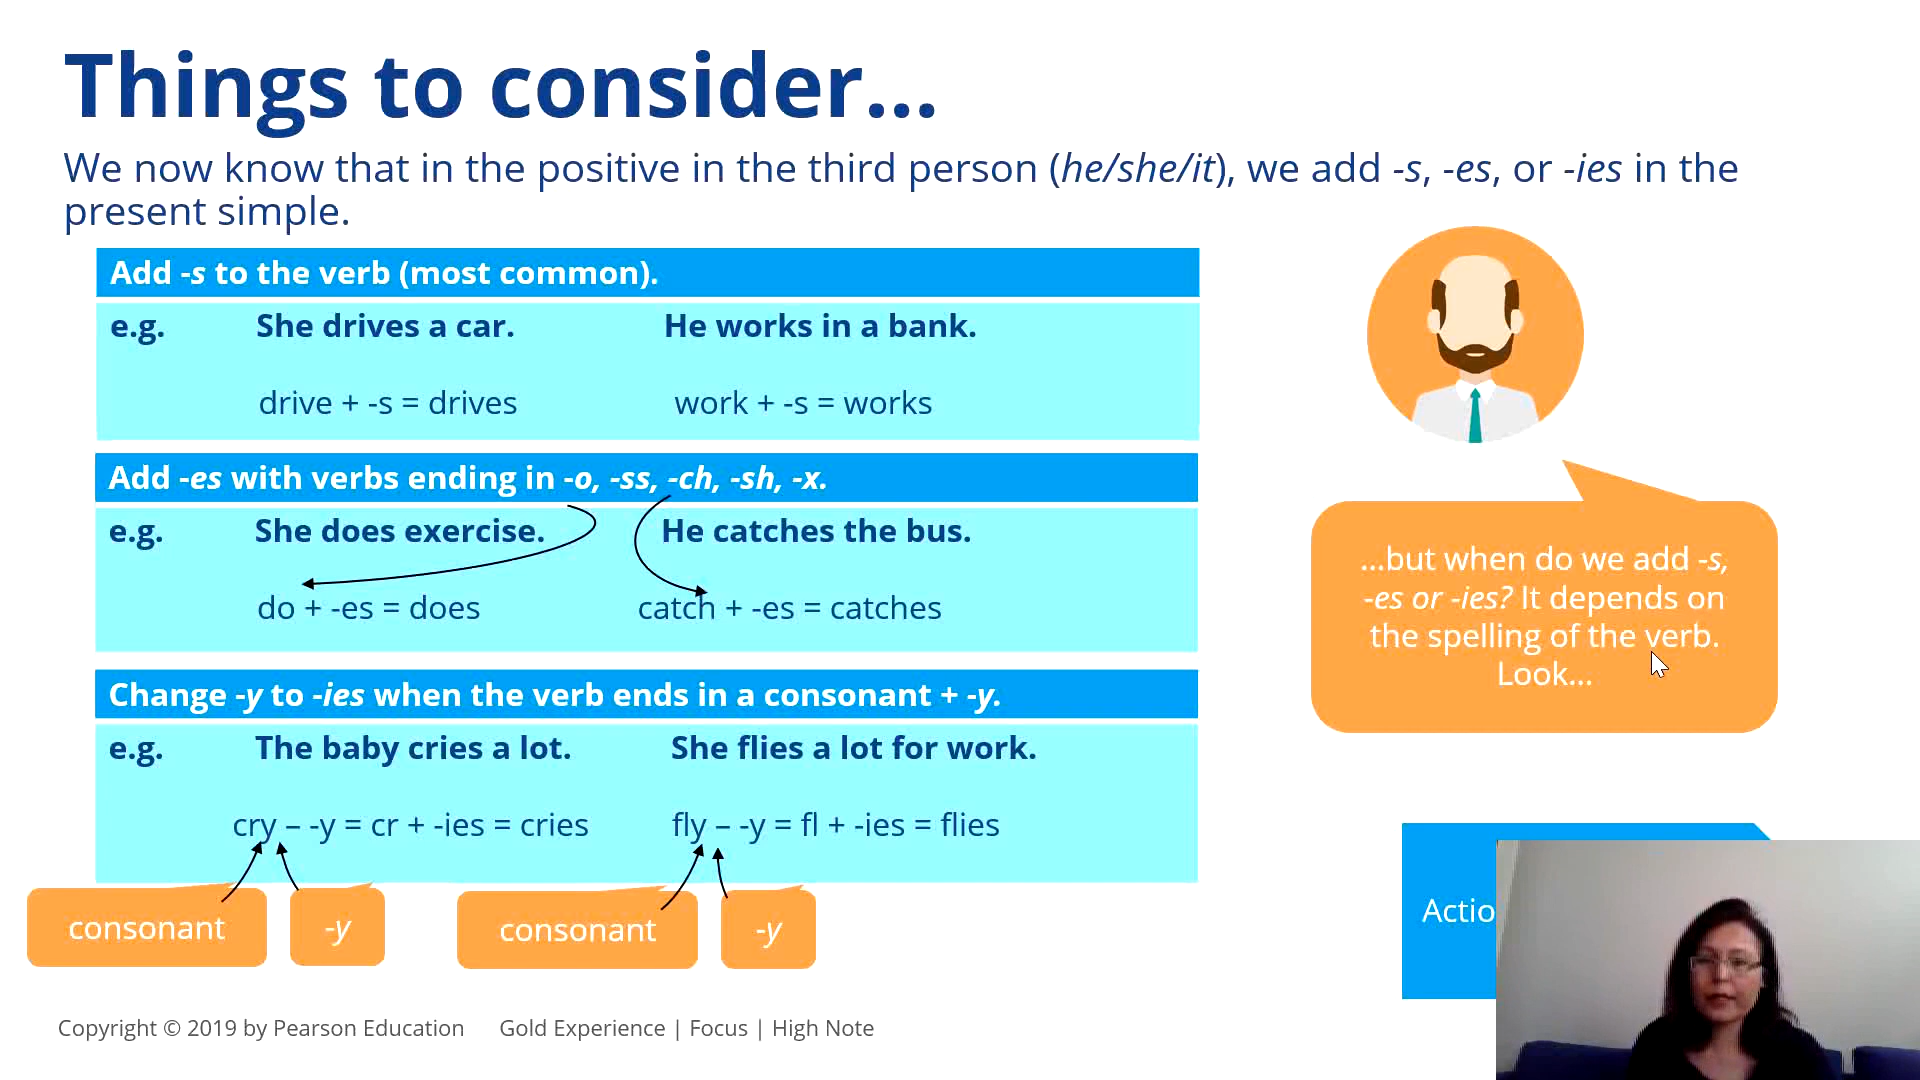 Things to consider...
We now know that in the positive in the third person (he/she/it), we add -s, -es, or -ies in the
present simple.
Add -s to the verb (most common).
e.g. She drives a car. He works in a bank.
drive + -s = drives work + -s = works
Add -es with verbs ending in -o, -ss, -ch, -sh, -x.
e.g. She does exercise. He catches the bus.
do + -es = does catch + -es = catches
Change -y to -ies when the verb ends in a consonant + -y.
e.g. The baby cries a lot. She flies a lot for work.
cry – -y = cr + -ies = cries fly – -y = fl + -ies = flies
consonant -y consonant -y
...but when do we add -s,
-es or -ies? It depends on
the spelling of the verb.
Look...
Copyright © 2019 by Pearson Education Gold Experience | Focus | High Note